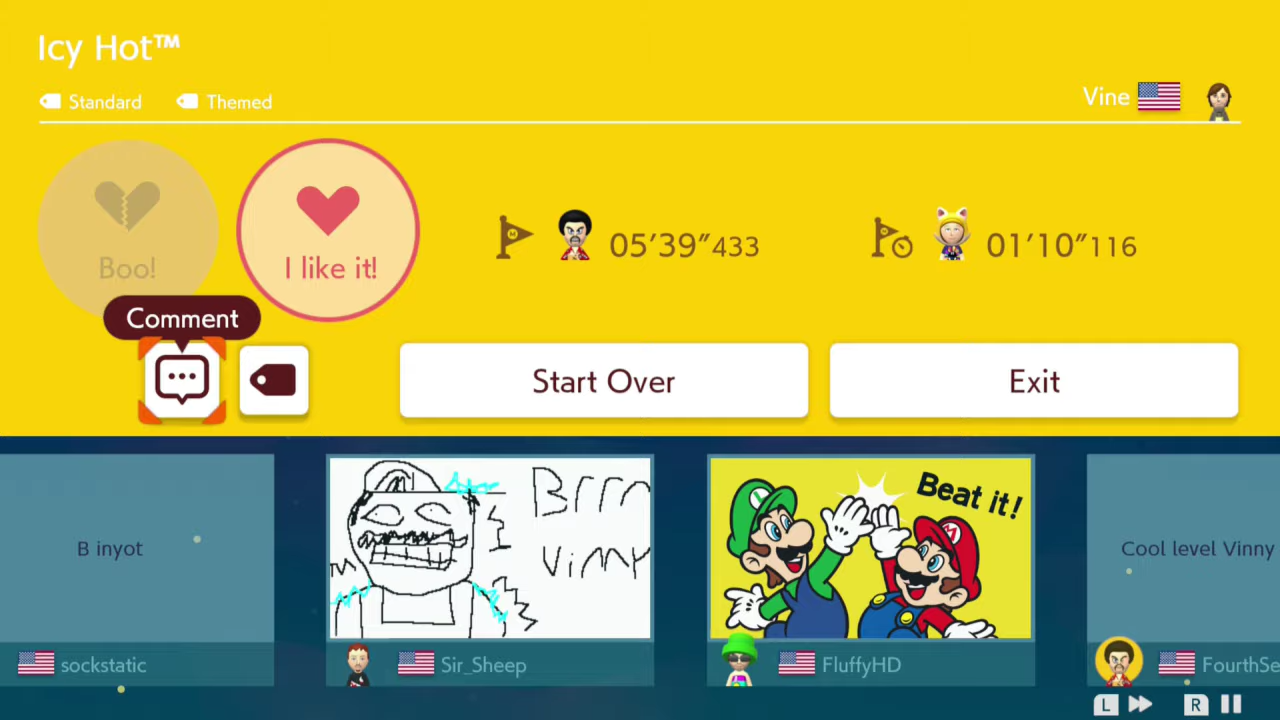 Icy Hot™
Standard
Themed
Vine
Boo!
I like it!
05'39"433
01'10"116
Comment
Start Over
Exit
B inyot
Brrr
Vinny
Beat it!
Cool level Vinny
sockstatic
Sir_Sheep
FluffyHD
FourthSe
L
R